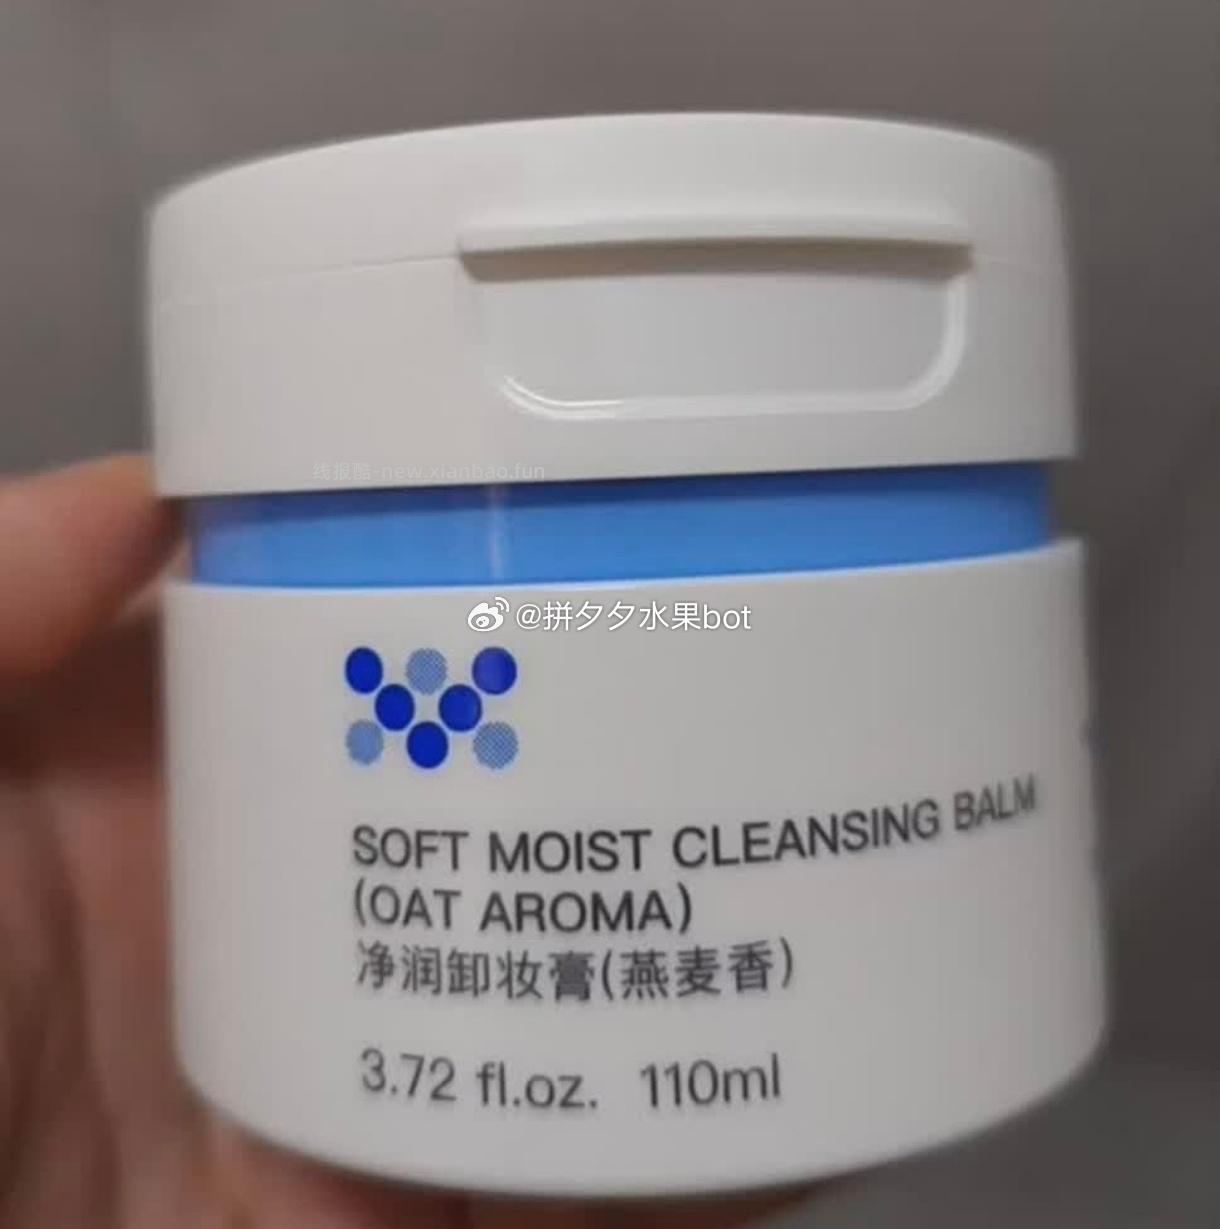 线报酷-new.xianbao.fun
@拼夕夕水果bot
SOFT MOIST CLEANSING BALM
(OAT AROMA)
净润卸妆膏(燕麦香)
3.72 fl.oz. 110ml